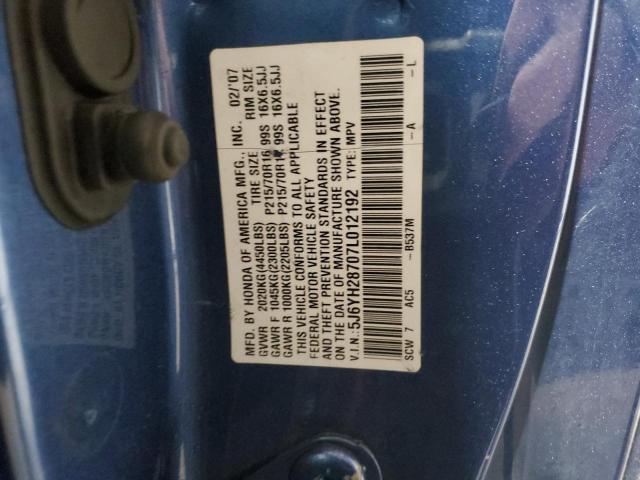 MFD. BY HONDA OF AMERICA MFG., INC. 02/'07
TIRE SIZE RIM SIZE
GVWR 2020KG(4450LBS)
GAWR F 1045KG(2300LBS) P215/70R16 99S 16X6.5JJ
GAWR R 1000KG(2205LBS) P215/70R16 99S 16X6.5JJ
THIS VEHICLE CONFORMS TO ALL APPLICABLE
FEDERAL MOTOR VEHICLE SAFETY
AND THEFT PREVENTION STANDARDS IN EFFECT
ON THE DATE OF MANUFACTURE SHOWN ABOVE.
V.I.N.: 5J6YH28707L012192 TYPE: MPV
SCW 7 AC5 -B537M -A -L